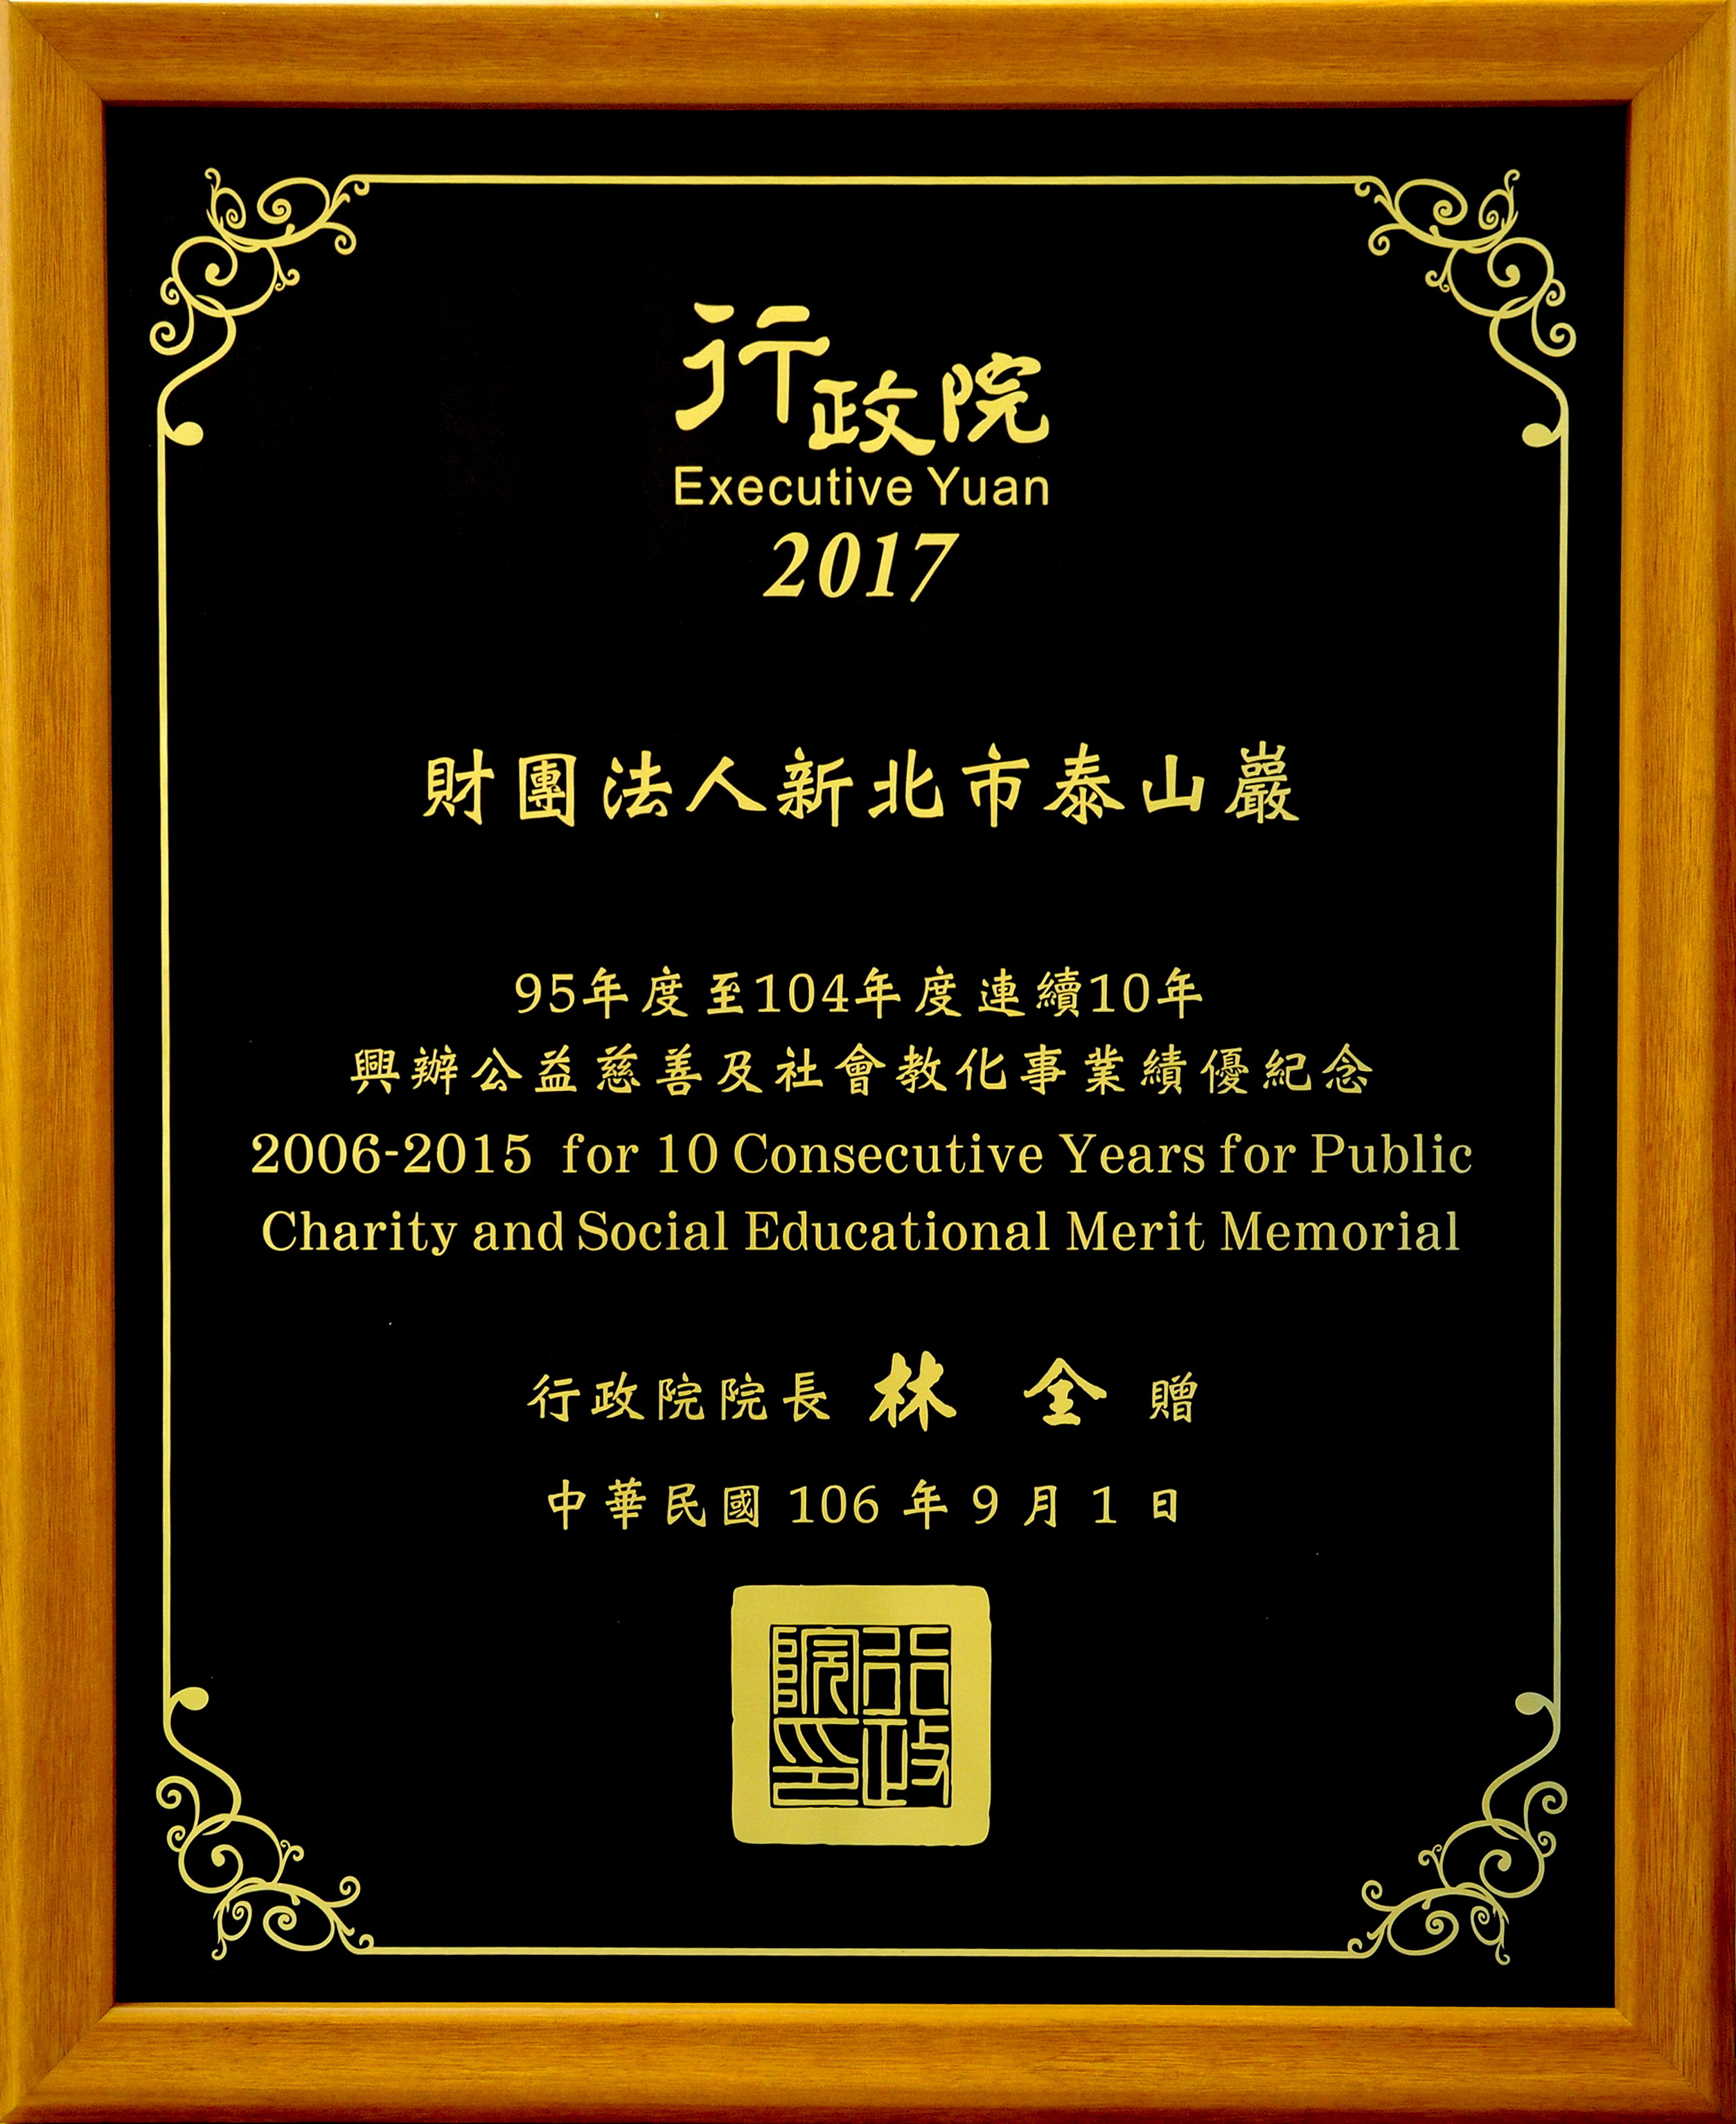 行政院
Executive Yuan
2017
財團法人新北市泰山巖
95年度至104年度連續10年
興辦公益慈善及社會教化事業績優紀念
2006-2015 for 10 Consecutive Years for Public
Charity and Social Educational Merit Memorial
行政院院長 林 全 贈
中華民國 106 年 9 月 1 日
行政院印